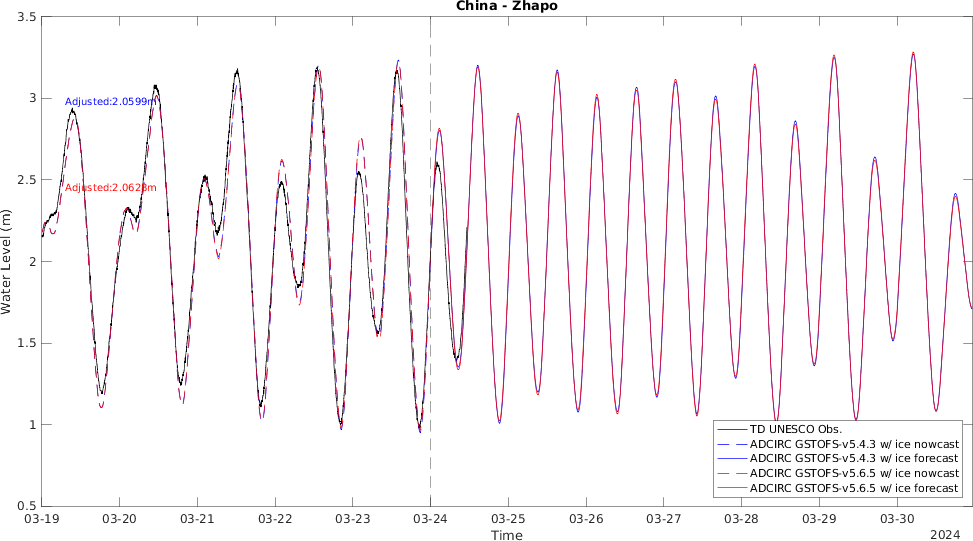 China - Zhapo
3.5
3
2.5
2
1.5
1
0.5
Water Level (m)
Adjusted:2.0599m
Adjusted:2.0628m
03-19 03-20 03-21 03-22 03-23 03-24 03-25 03-26 03-27 03-28 03-29 03-30
Time
2024
TD UNESCO Obs.
ADCIRC GSTOFS-v5.4.3 w/ ice nowcast
ADCIRC GSTOFS-v5.4.3 w/ ice forecast
ADCIRC GSTOFS-v5.6.5 w/ ice nowcast
ADCIRC GSTOFS-v5.6.5 w/ ice forecast